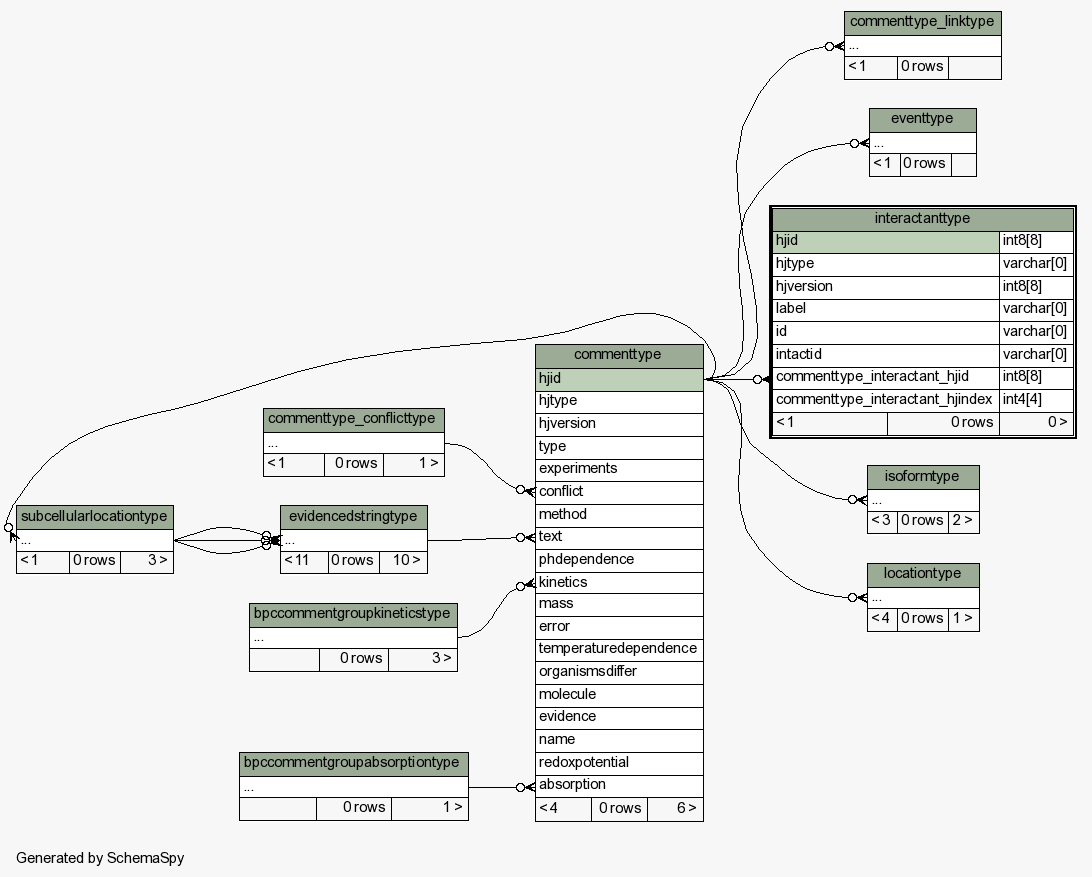 commenttype_linktype
...
< 1 0 rows
eventtype
...
< 1 0 rows
interactanttype
hjid int8[8]
hjtype varchar[0]
hjversion int8[8]
label varchar[0]
id varchar[0]
intactid varchar[0]
commenttype_interactant_hjid int8[8]
commenttype_interactant_hjindex int4[4]
< 1 0 rows 0 >
commenttype
hjid
hjtype
hjversion
type
experiments
conflict
method
text
phdependence
kinetics
mass
error
temperaturedependence
organismsdiffer
molecule
evidence
name
redoxpotential
absorption
< 4 0 rows 6 >
commenttype_conflicttype
...
< 1 0 rows 1 >
subcellularlocationtype
...
< 1 0 rows 3 >
evidencedstringtype
...
< 11 0 rows 10 >
bpccommentgroupkineticstype
...
0 rows 3 >
bpccommentgroupabsorptiontype
...
0 rows 1 >
isoformtype
...
< 3 0 rows 2 >
locationtype
...
< 4 0 rows 1 >
Generated by SchemaSpy